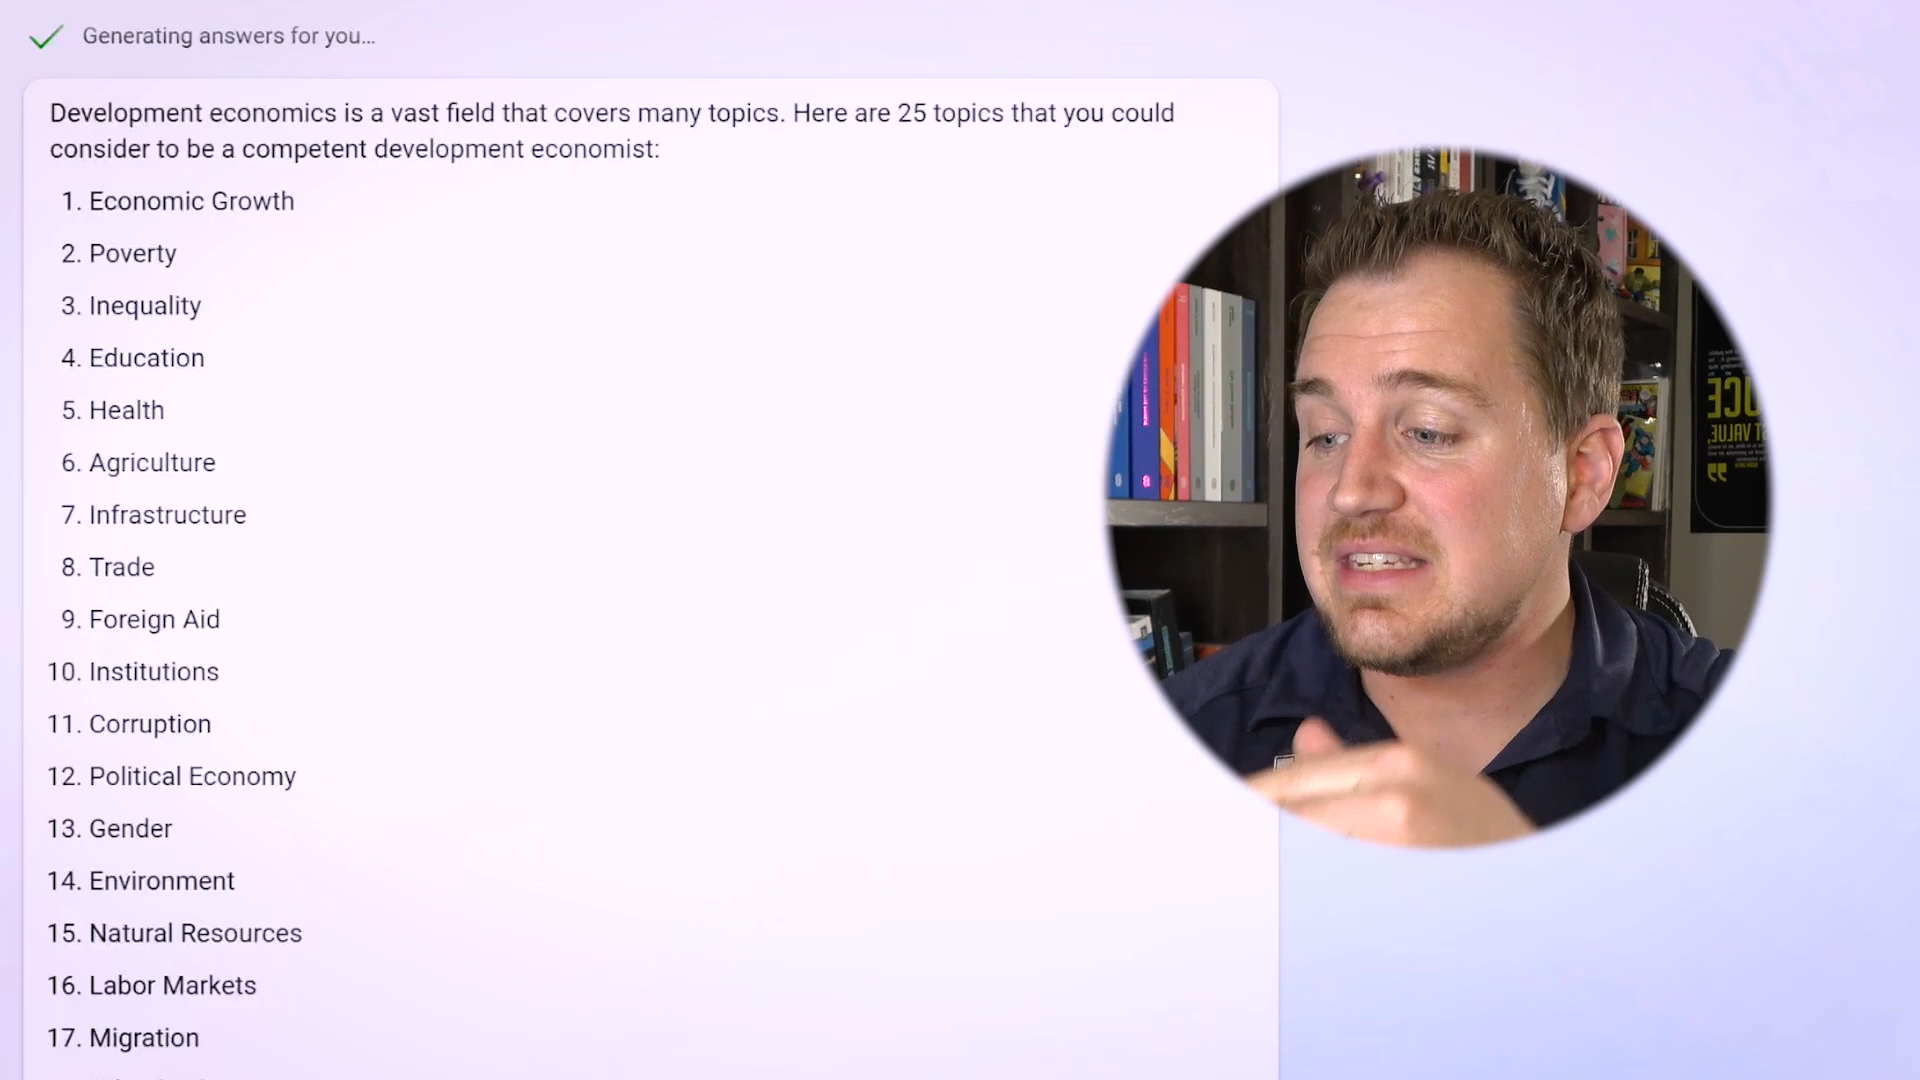 Generating answers for you...
Development economics is a vast field that covers many topics. Here are 25 topics that you could
consider to be a competent development economist:
1. Economic Growth
2. Poverty
3. Inequality
4. Education
5. Health
6. Agriculture
7. Infrastructure
8. Trade
9. Foreign Aid
10. Institutions
11. Corruption
12. Political Economy
13. Gender
14. Environment
15. Natural Resources
16. Labor Markets
17. Migration